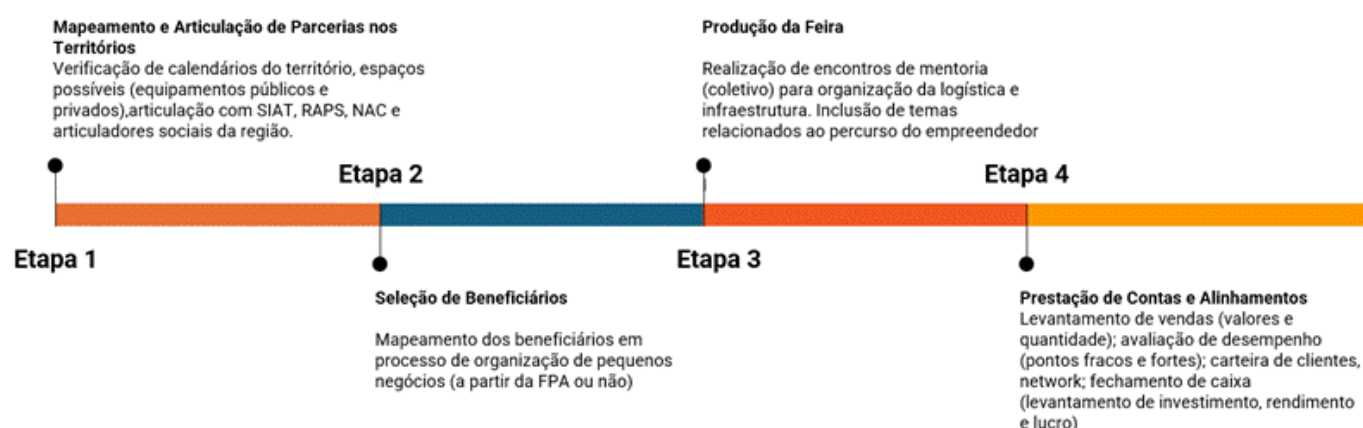 Mapeamento e Articulação de Parcerias nos
Territórios
Verificação de calendários do território, espaços
possíveis (equipamentos públicos e
privados),articulação com SIAT, RAPS, NAC e
articuladores sociais da região.
Etapa 1
Etapa 2
Seleção de Beneficiários
Mapeamento dos beneficiários em
processo de organização de pequenos
negócios (a partir da FPA ou não)
Produção da Feira
Realização de encontros de mentoria
(coletivo) para organização da logística e
infraestrutura. Inclusão de temas
relacionados ao percurso do empreendedor
Etapa 3
Etapa 4
Prestação de Contas e Alinhamentos
Levantamento de vendas (valores e
quantidade); avaliação de desempenho
(pontos fracos e fortes); carteira de clientes,
network; fechamento de caixa
(levantamento de investimento, rendimento
e lucro)